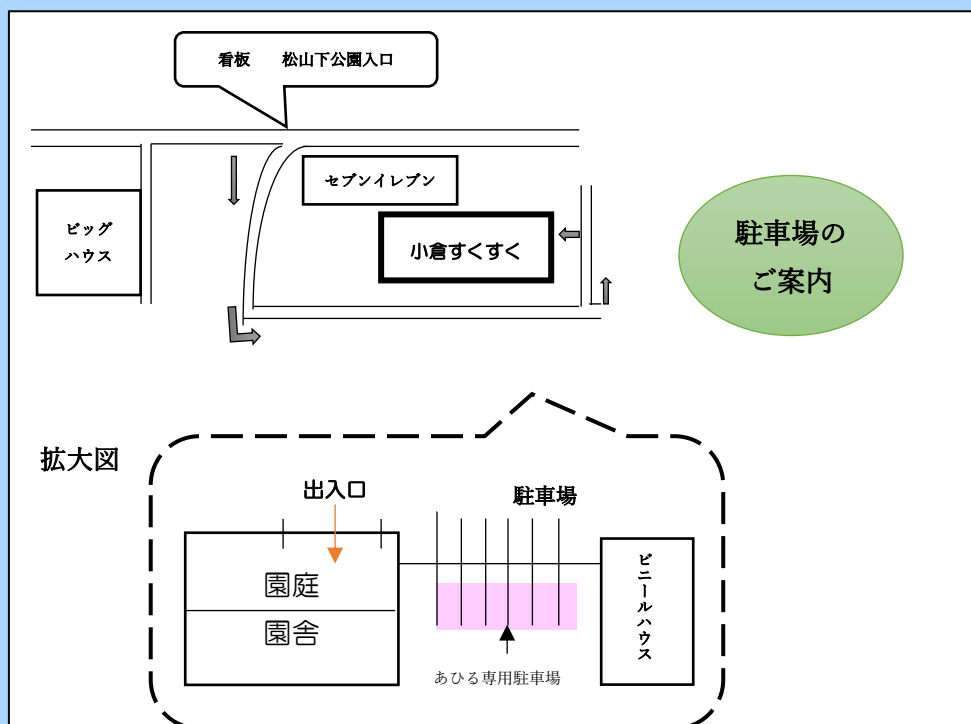 看板　　松山下公園入口
セブンイレブン
ビッグ
ハウス
小倉すくすく
駐車場の
ご案内
拡大図
出入口
駐車場
園庭
園舎
ビニールハウス
あひる専用駐車場